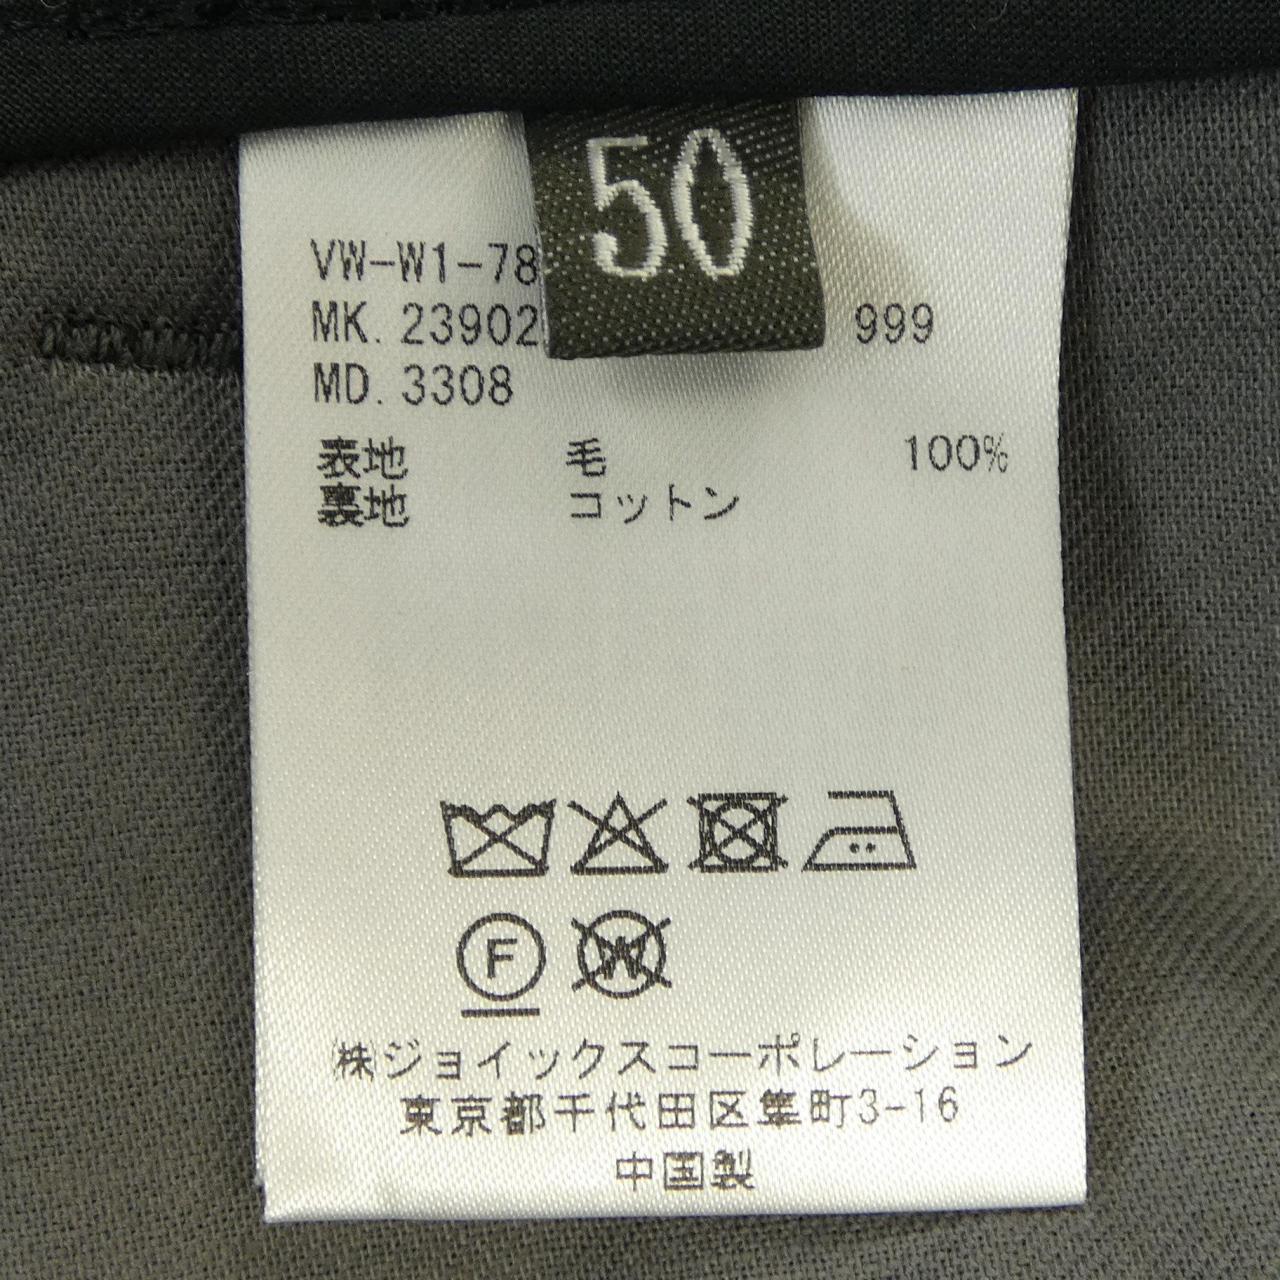 50
VW-W1-78
MK. 23902 999
MD. 3308
表地 毛 100%
裏地 コットン
F
W
㈱ジョイックスコーポレーション
東京都千代田区隼町3-16
中国製